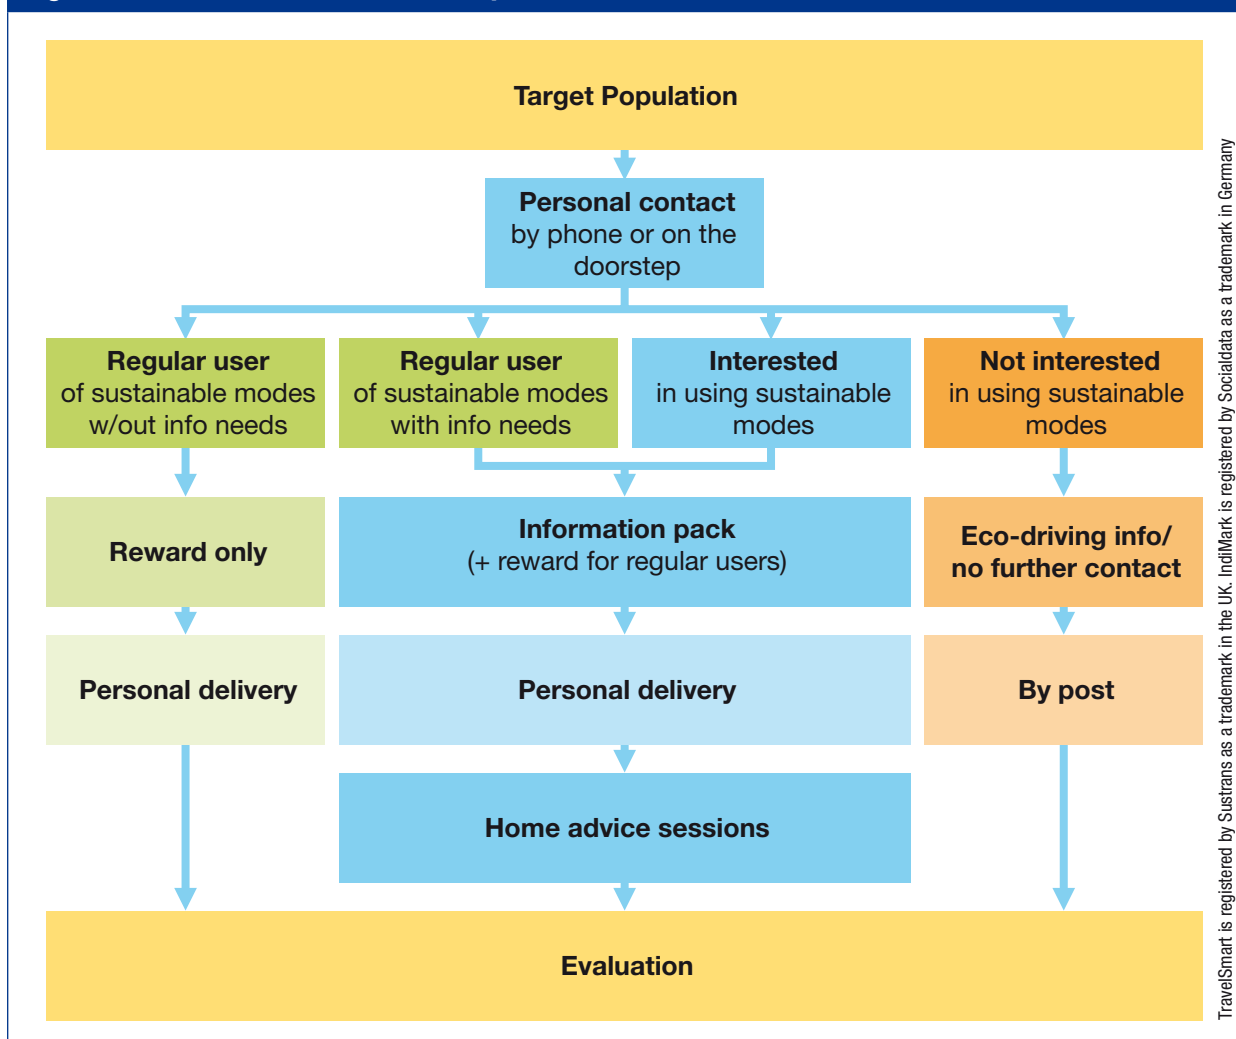 Target Population
Personal contact
by phone or on the
doorstep
Regular user
of sustainable modes
w/out info needs
Regular user
of sustainable modes
with info needs
Interested
in using sustainable
modes
Not interested
in using sustainable
modes
Reward only
Information pack
(+ reward for regular users)
Eco-driving info/
no further contact
Personal delivery
Personal delivery
By post
Home advice sessions
Evaluation
TravelSmart is registered by Sustrans as a trademark in the UK. IndiMark is registered by Socialdata as a trademark in Germany